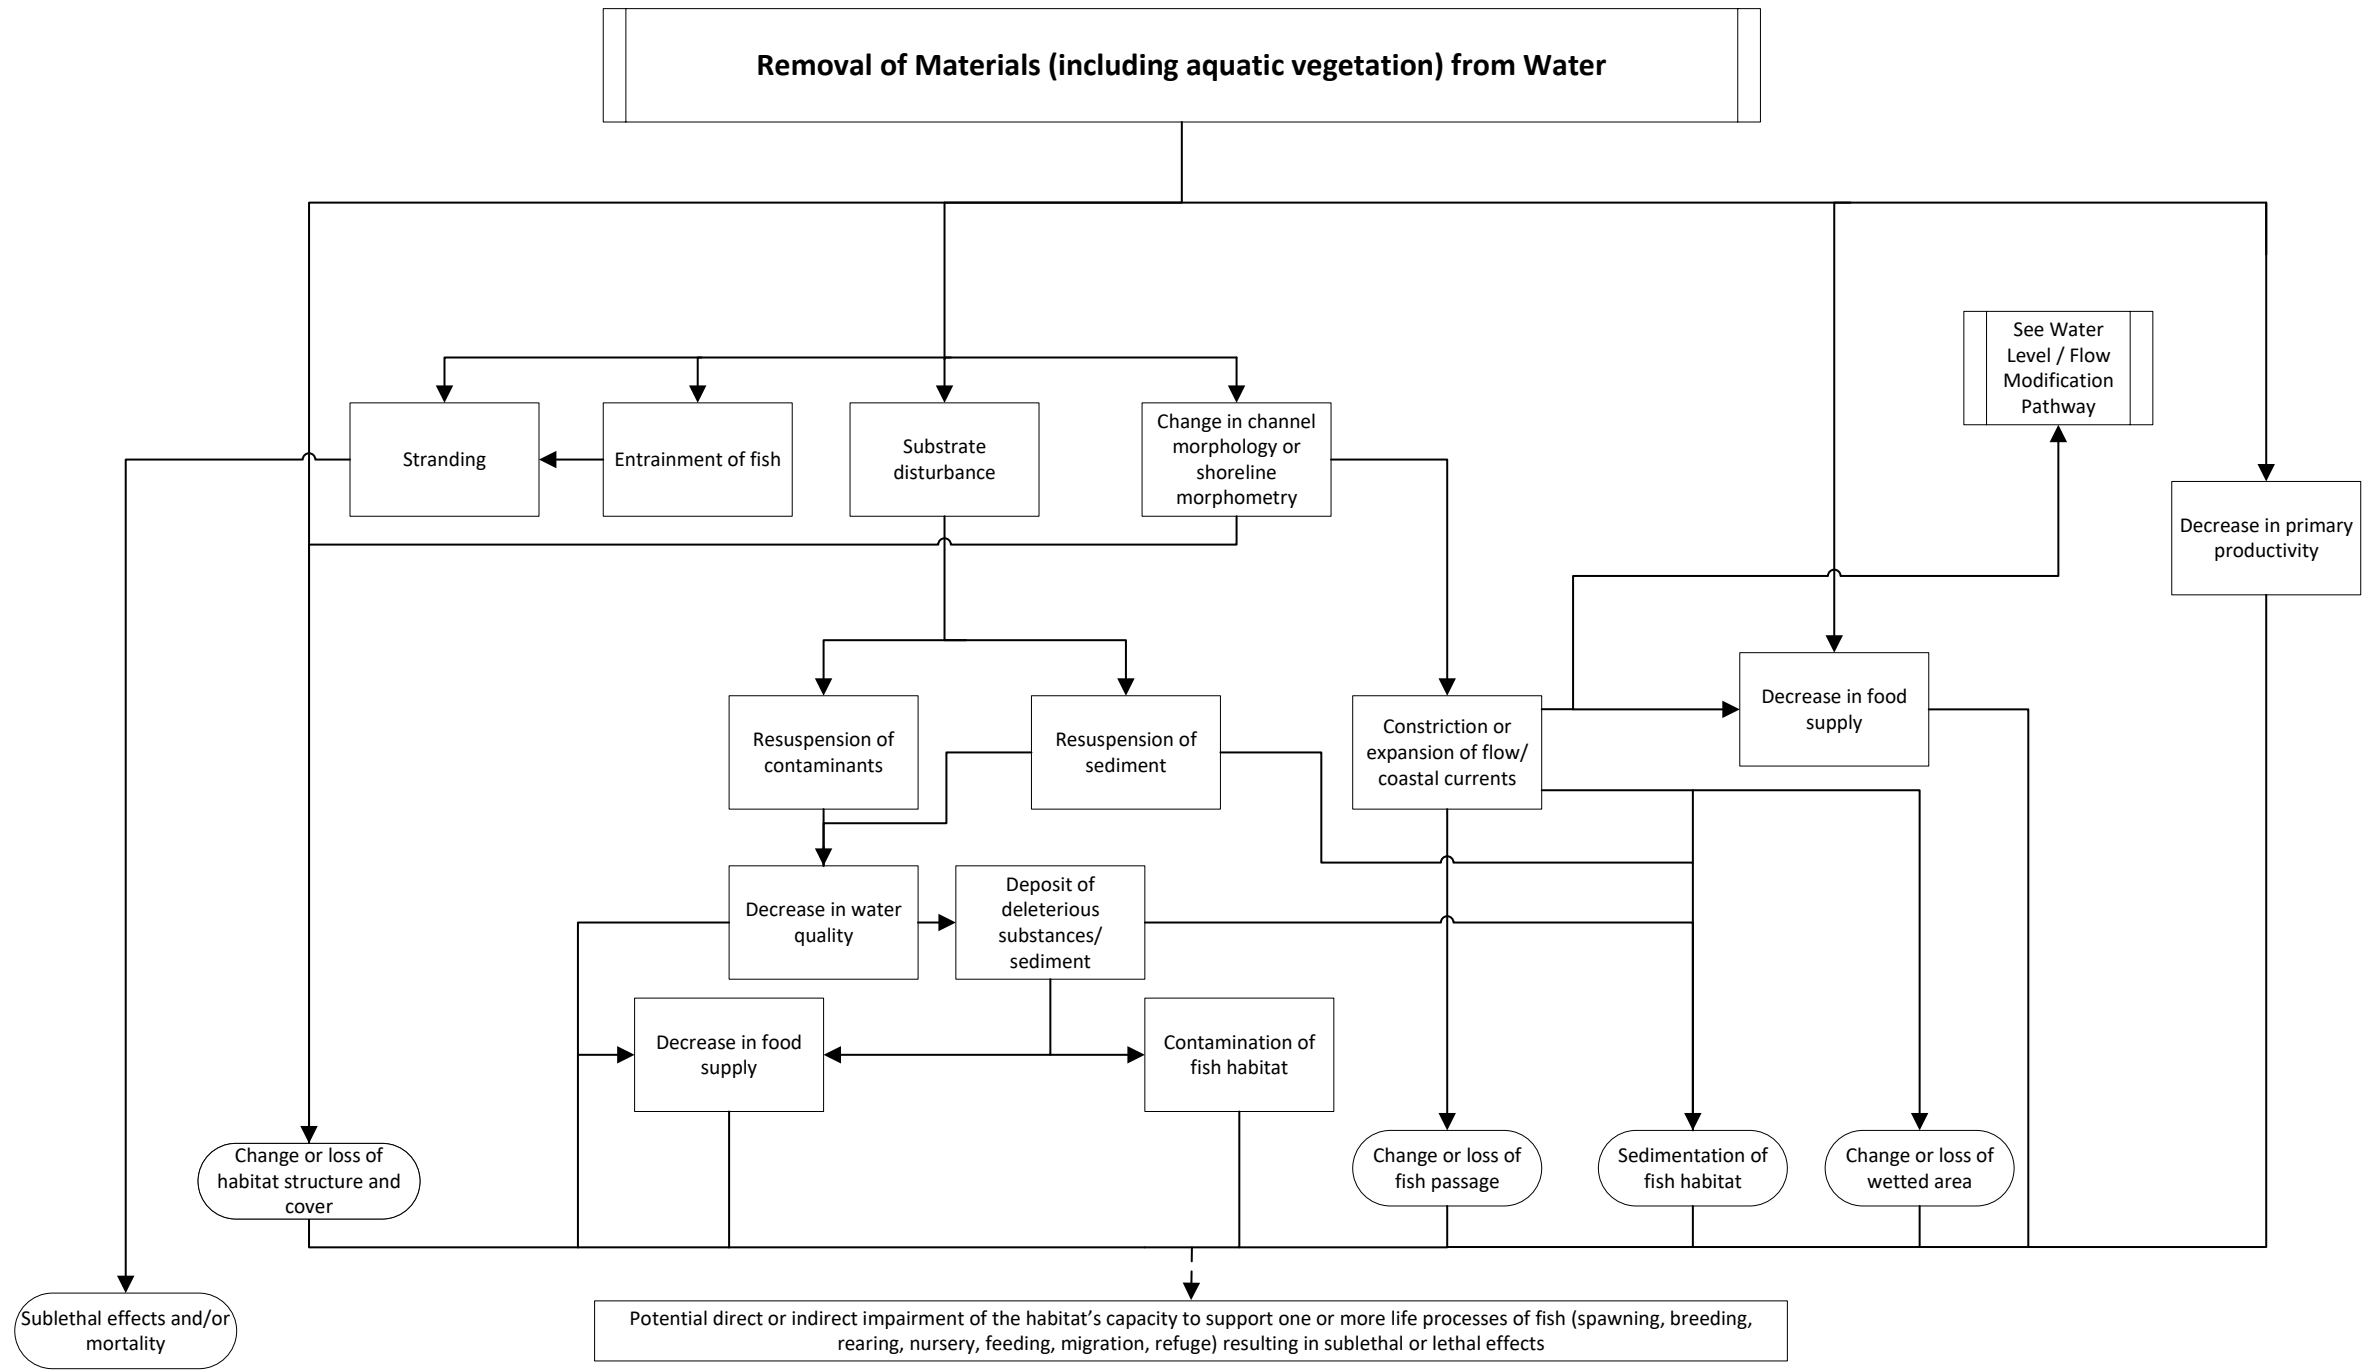 Removal of Materials (including aquatic vegetation) from Water
See Water
Level / Flow
Modification
Pathway
Stranding
Entrainment of fish
Substrate
disturbance
Change in channel
morphology or
shoreline
morphometry
Decrease in primary
productivity
Resuspension of
contaminants
Resuspension of
sediment
Constriction or
expansion of flow/
coastal currents
Decrease in food
supply
Decrease in water
quality
Deposit of
deleterious
substances/
sediment
Decrease in food
supply
Contamination of
fish habitat
Change or loss of
habitat structure and
cover
Change or loss of
fish passage
Sedimentation of
fish habitat
Change or loss of
wetted area
Sublethal effects and/or
mortality
Potential direct or indirect impairment of the habitat’s capacity to support one or more life processes of fish (spawning, breeding,
rearing, nursery, feeding, migration, refuge) resulting in sublethal or lethal effects